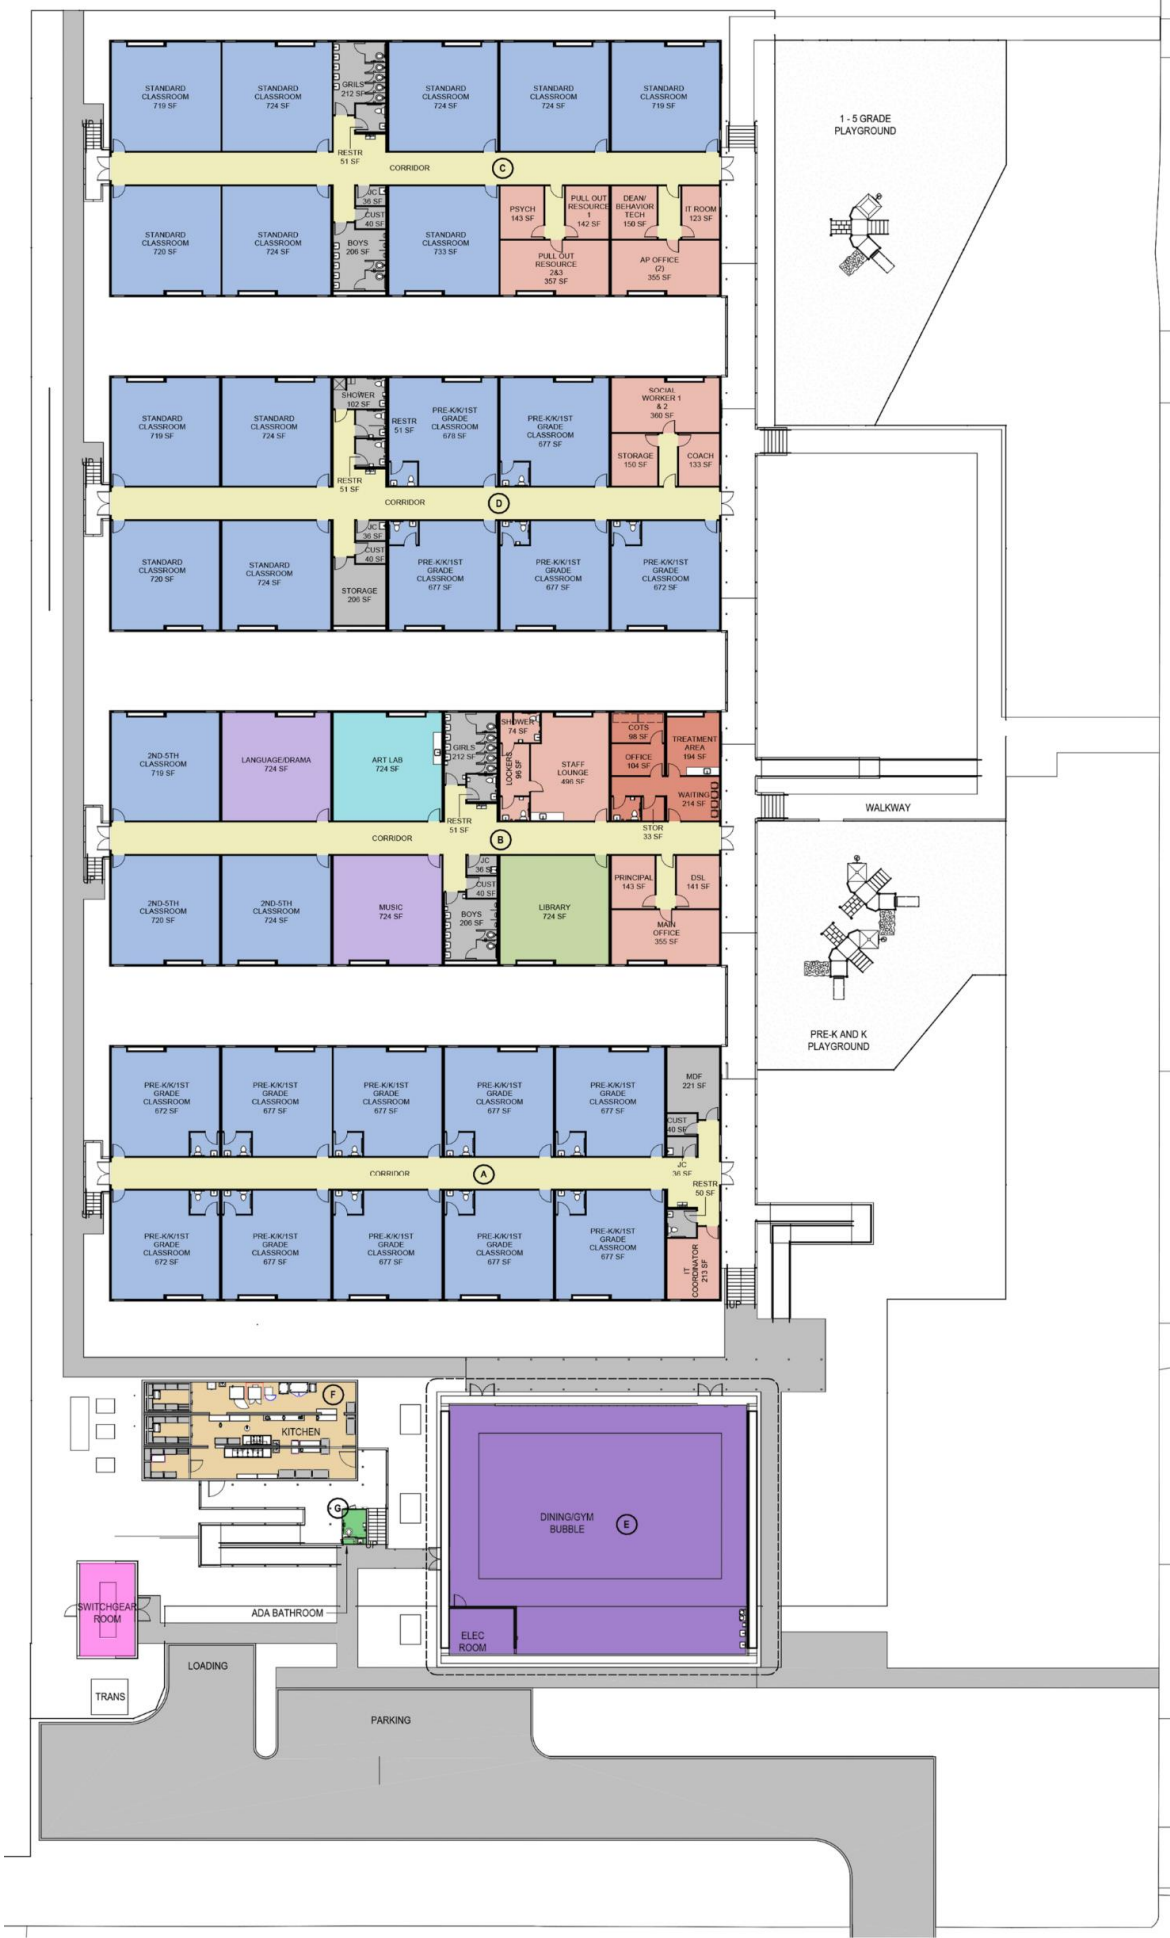 STANDARD
CLASSROOM
719 SF
STANDARD
CLASSROOM
724 SF
GRILS
212 SF
STANDARD
CLASSROOM
724 SF
STANDARD
CLASSROOM
724 SF
STANDARD
CLASSROOM
719 SF
1 - 5 GRADE
PLAYGROUND
UP
RESTR
51 SF
CORRIDOR
C
STANDARD
CLASSROOM
720 SF
STANDARD
CLASSROOM
724 SF
JC
36 SF
CUST
40 SF
BOYS
206 SF
STANDARD
CLASSROOM
733 SF
PSYCH
143 SF
PULL OUT
RESOURCE
1
142 SF
DEAN/
BEHAVIOR
TECH
150 SF
IT ROOM
123 SF
PULL OUT
RESOURCE
2&3
357 SF
AP OFFICE
(2)
355 SF
STANDARD
CLASSROOM
719 SF
STANDARD
CLASSROOM
724 SF
SHOWER
102 SF
RESTR
51 SF
PRE-K/K/1ST
GRADE
CLASSROOM
678 SF
PRE-K/K/1ST
GRADE
CLASSROOM
677 SF
SOCIAL
WORKER 1
& 2
360 SF
STORAGE
150 SF
COACH
133 SF
UP
RESTR
51 SF
CORRIDOR
D
STANDARD
CLASSROOM
720 SF
STANDARD
CLASSROOM
724 SF
JC
36 SF
CUST
40 SF
STORAGE
206 SF
PRE-K/K/1ST
GRADE
CLASSROOM
677 SF
PRE-K/K/1ST
GRADE
CLASSROOM
677 SF
PRE-K/K/1ST
GRADE
CLASSROOM
672 SF
2ND-5TH
CLASSROOM
719 SF
LANGUAGE/DRAMA
724 SF
ART LAB
724 SF
GIRLS
212 SF
SHOWER
74 SF
LOCKERS
96 SF
STAFF
LOUNGE
496 SF
COTS
98 SF
OFFICE
104 SF
TREATMENT
AREA
194 SF
WAITING
214 SF
WALKWAY
RESTR
51 SF
STOR
33 SF
CORRIDOR
B
2ND-5TH
CLASSROOM
720 SF
2ND-5TH
CLASSROOM
724 SF
MUSIC
724 SF
JC
36 SF
CUST
40 SF
BOYS
206 SF
LIBRARY
724 SF
PRINCIPAL
143 SF
DSL
141 SF
MAIN
OFFICE
355 SF
PRE-K AND K
PLAYGROUND
PRE-K/K/1ST
GRADE
CLASSROOM
672 SF
PRE-K/K/1ST
GRADE
CLASSROOM
677 SF
PRE-K/K/1ST
GRADE
CLASSROOM
677 SF
PRE-K/K/1ST
GRADE
CLASSROOM
677 SF
PRE-K/K/1ST
GRADE
CLASSROOM
677 SF
MDF
221 SF
CUST
40 SF
JC
36 SF
RESTR
50 SF
CORRIDOR
A
PRE-K/K/1ST
GRADE
CLASSROOM
672 SF
PRE-K/K/1ST
GRADE
CLASSROOM
677 SF
PRE-K/K/1ST
GRADE
CLASSROOM
677 SF
PRE-K/K/1ST
GRADE
CLASSROOM
677 SF
PRE-K/K/1ST
GRADE
CLASSROOM
677 SF
IT
COORDINATOR
213 SF
UP
F
KITCHEN
G
DINING/GYM
BUBBLE
E
SWITCHGEAR
ROOM
ADA BATHROOM
ELEC
ROOM
LOADING
TRANS
PARKING